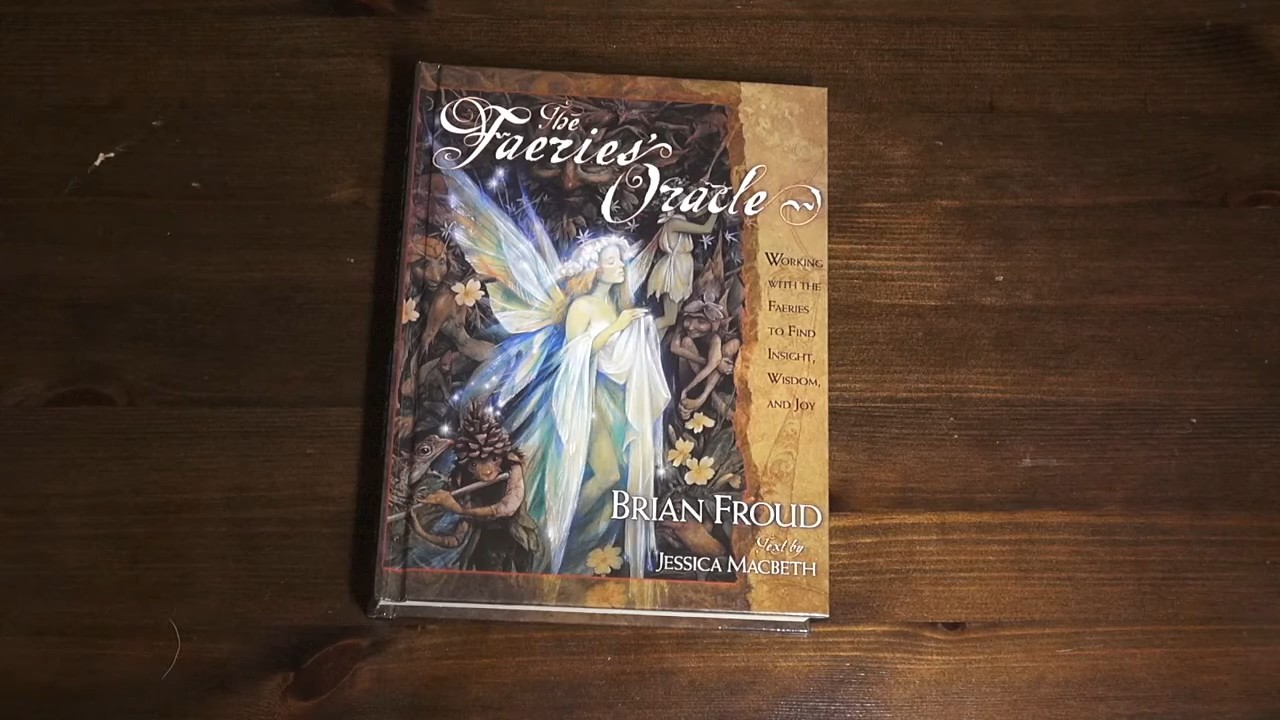 The
Faeries'
Oracle
Working
with the
Faeries
to Find
Insight,
Wisdom,
and Joy
Brian Froud
Text by
Jessica Macbeth